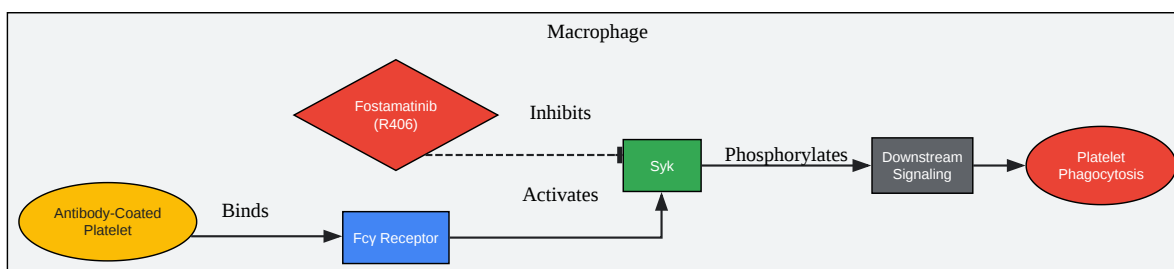 Macrophage
Fostamatinib
(R406)
Inhibits
Syk
Phosphorylates
Downstream
Signaling
Platelet
Phagocytosis
Activates
Antibody-Coated
Platelet
Binds
Fcγ Receptor